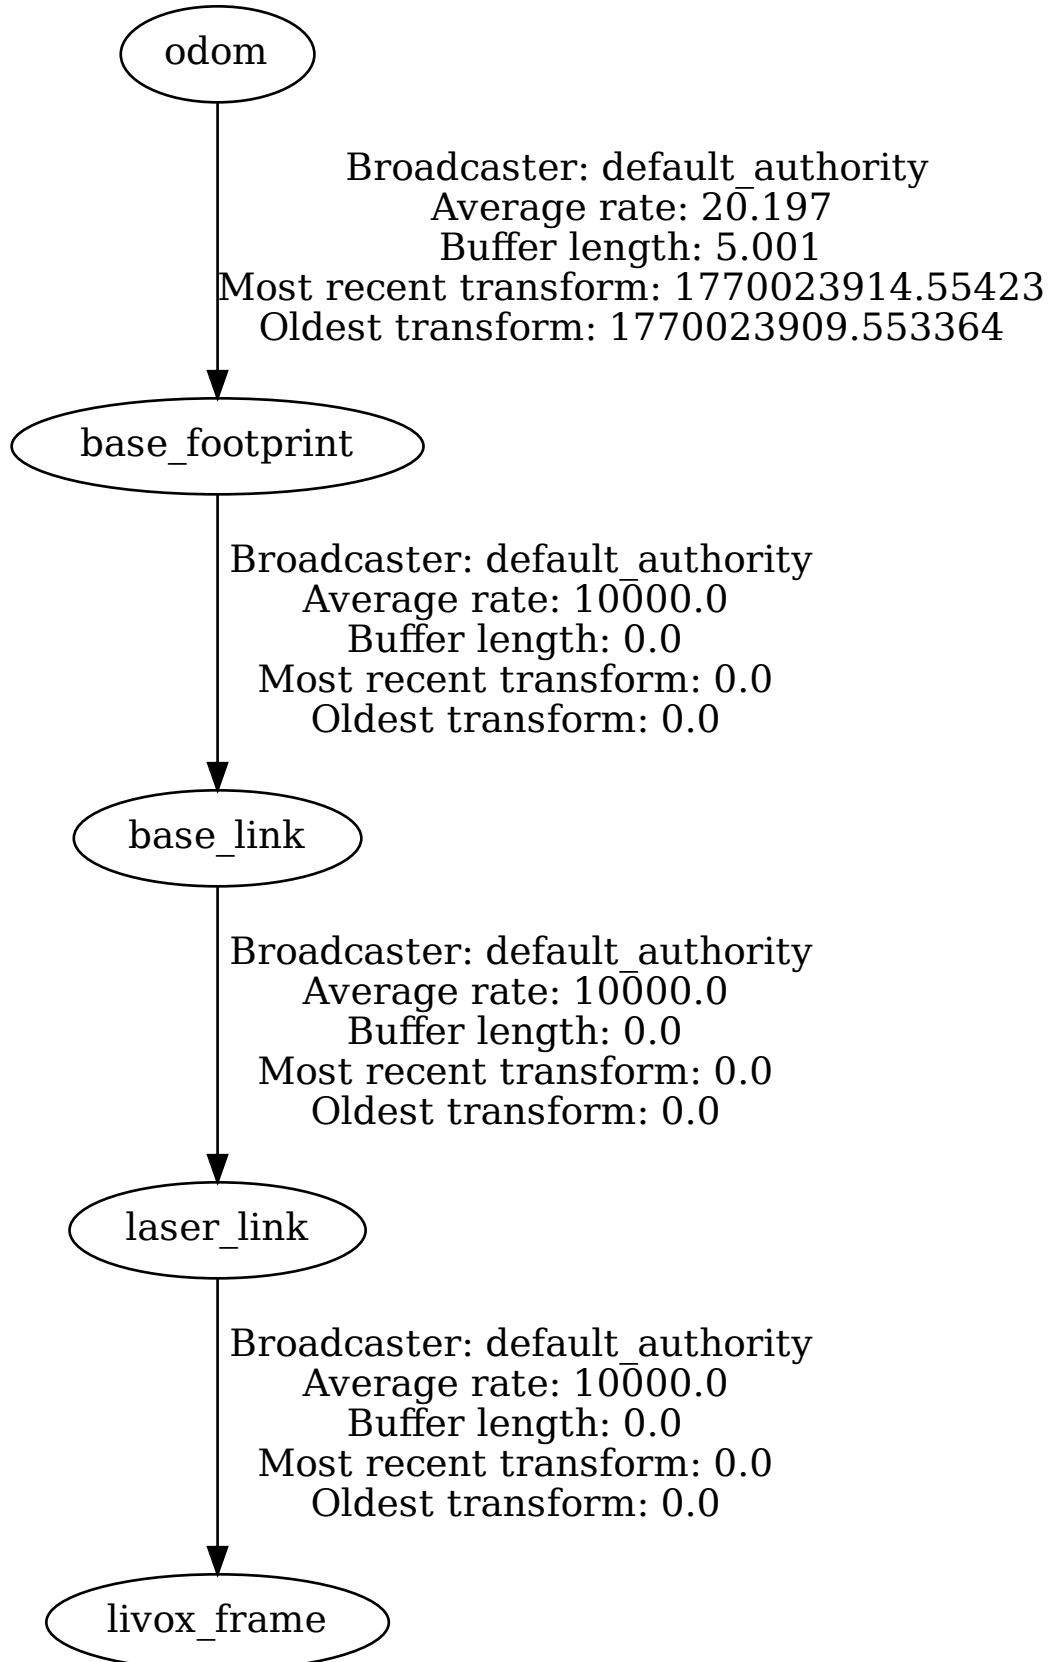 odom
Broadcaster: default_authority
Average rate: 20.197
Buffer length: 5.001
Most recent transform: 1770023914.55423
Oldest transform: 1770023909.553364
base_footprint
Broadcaster: default_authority
Average rate: 10000.0
Buffer length: 0.0
Most recent transform: 0.0
Oldest transform: 0.0
base_link
Broadcaster: default_authority
Average rate: 10000.0
Buffer length: 0.0
Most recent transform: 0.0
Oldest transform: 0.0
laser_link
Broadcaster: default_authority
Average rate: 10000.0
Buffer length: 0.0
Most recent transform: 0.0
Oldest transform: 0.0
livox_frame